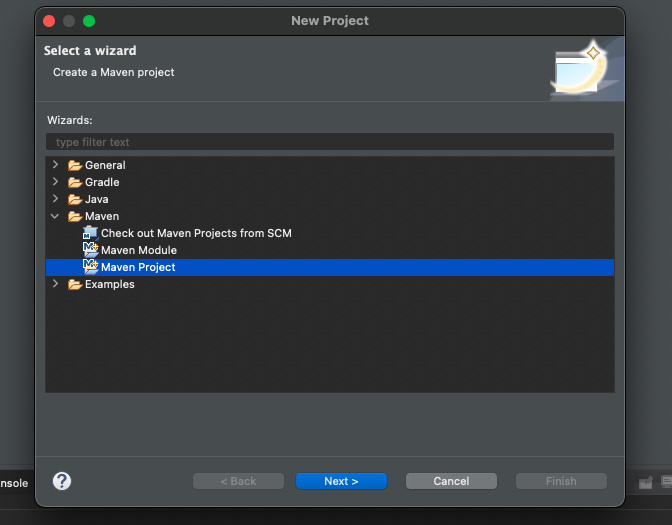 New Project
Select a wizard
Create a Maven project
Wizards:
type filter text
General
Gradle
Java
Maven
Check out Maven Projects from SCM
Maven Module
Maven Project
Examples
nsole
? < Back Next > Cancel Finish